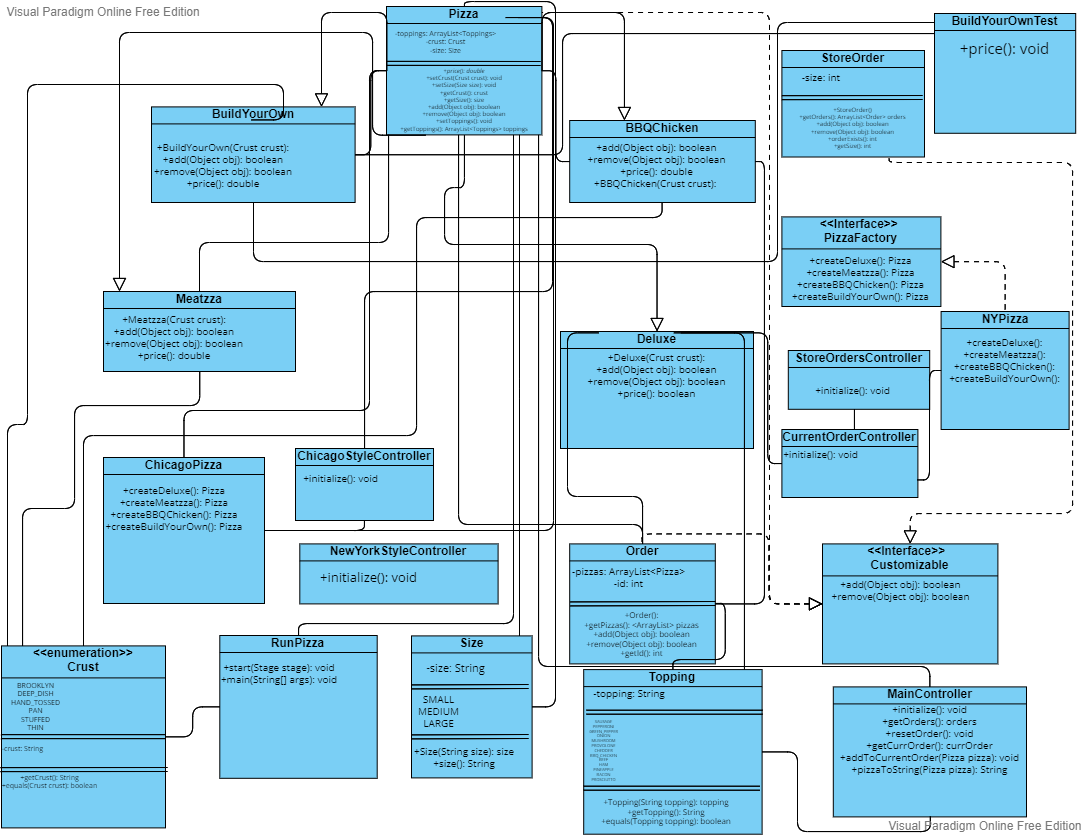 Visual Paradigm Online Free Edition
Pizza
-toppings: ArrayList<Toppings>
-crust: Crust
-size: Size
+price(): double
+setCrust(Crust crust): void
+setSize(Size size): void
+getCrust(): crust
+getSize(): size
+add(Object obj): boolean
+remove(Object obj): boolean
+setToppings(): void
+getToppings(): ArrayList<Toppings> toppings
BuildYourOwnTest
+price(): void
StoreOrder
-size: int
+StoreOrder()
+getOrders(): ArrayList<Order> orders
+add(Object obj): boolean
+remove(Object obj): boolean
+orderExists(): int
+getSize(): int
BuildYourOwn
+BuildYourOwn(Crust crust):
+add(Object obj): boolean
+remove(Object obj): boolean
+price(): double
BBQChicken
+add(Object obj): boolean
+remove(Object obj): boolean
+price(): double
+BBQChicken(Crust crust):
<<Interface>>
PizzaFactory
+createDeluxe(): Pizza
+createMeatzza(): Pizza
+createBBQChicken(): Pizza
+createBuildYourOwn(): Pizza
Meatzza
+Meatzza(Crust crust):
+add(Object obj): boolean
+remove(Object obj): boolean
+price(): double
NYPizza
+createDeluxe():
+createMeatzza():
+createBBQChicken():
+createBuildYourOwn():
Deluxe
+Deluxe(Crust crust):
+add(Object obj): boolean
+remove(Object obj): boolean
+price(): boolean
StoreOrdersController
+initialize(): void
CurrentOrderController
+initialize(): void
ChicagoPizza
+createDeluxe(): Pizza
+createMeatzza(): Pizza
+createBBQChicken(): Pizza
+createBuildYourOwn(): Pizza
ChicagoStyleController
+initialize(): void
NewYorkStyleController
+initialize(): void
Order
-pizzas: ArrayList<Pizza>
-id: int
+Order():
+getPizzas(): <ArrayList> pizzas
+add(Object obj): boolean
+remove(Object obj): boolean
+getId(): int
<<Interface>>
Customizable
+add(Object obj): boolean
+remove(Object obj): boolean
<<enumeration>>
Crust
BROOKLYN
DEEP_DISH
HAND_TOSSED
PAN
STUFFED
THIN
-crust: String
+getCrust(): String
+equals(Crust crust): boolean
RunPizza
+start(Stage stage): void
+main(String[] args): void
Size
-size: String
SMALL
MEDIUM
LARGE
+Size(String size): size
+size(): String
Topping
-topping: String
+Topping(String topping): topping
+getTopping(): String
+equals(Topping topping): boolean
MainController
+initialize(): void
+getOrders(): orders
+resetOrder(): void
+getCurrOrder(): currOrder
+addToCurrentOrder(Pizza pizza): void
+pizzaToString(Pizza pizza): String
Visual Paradigm Online Free Edition